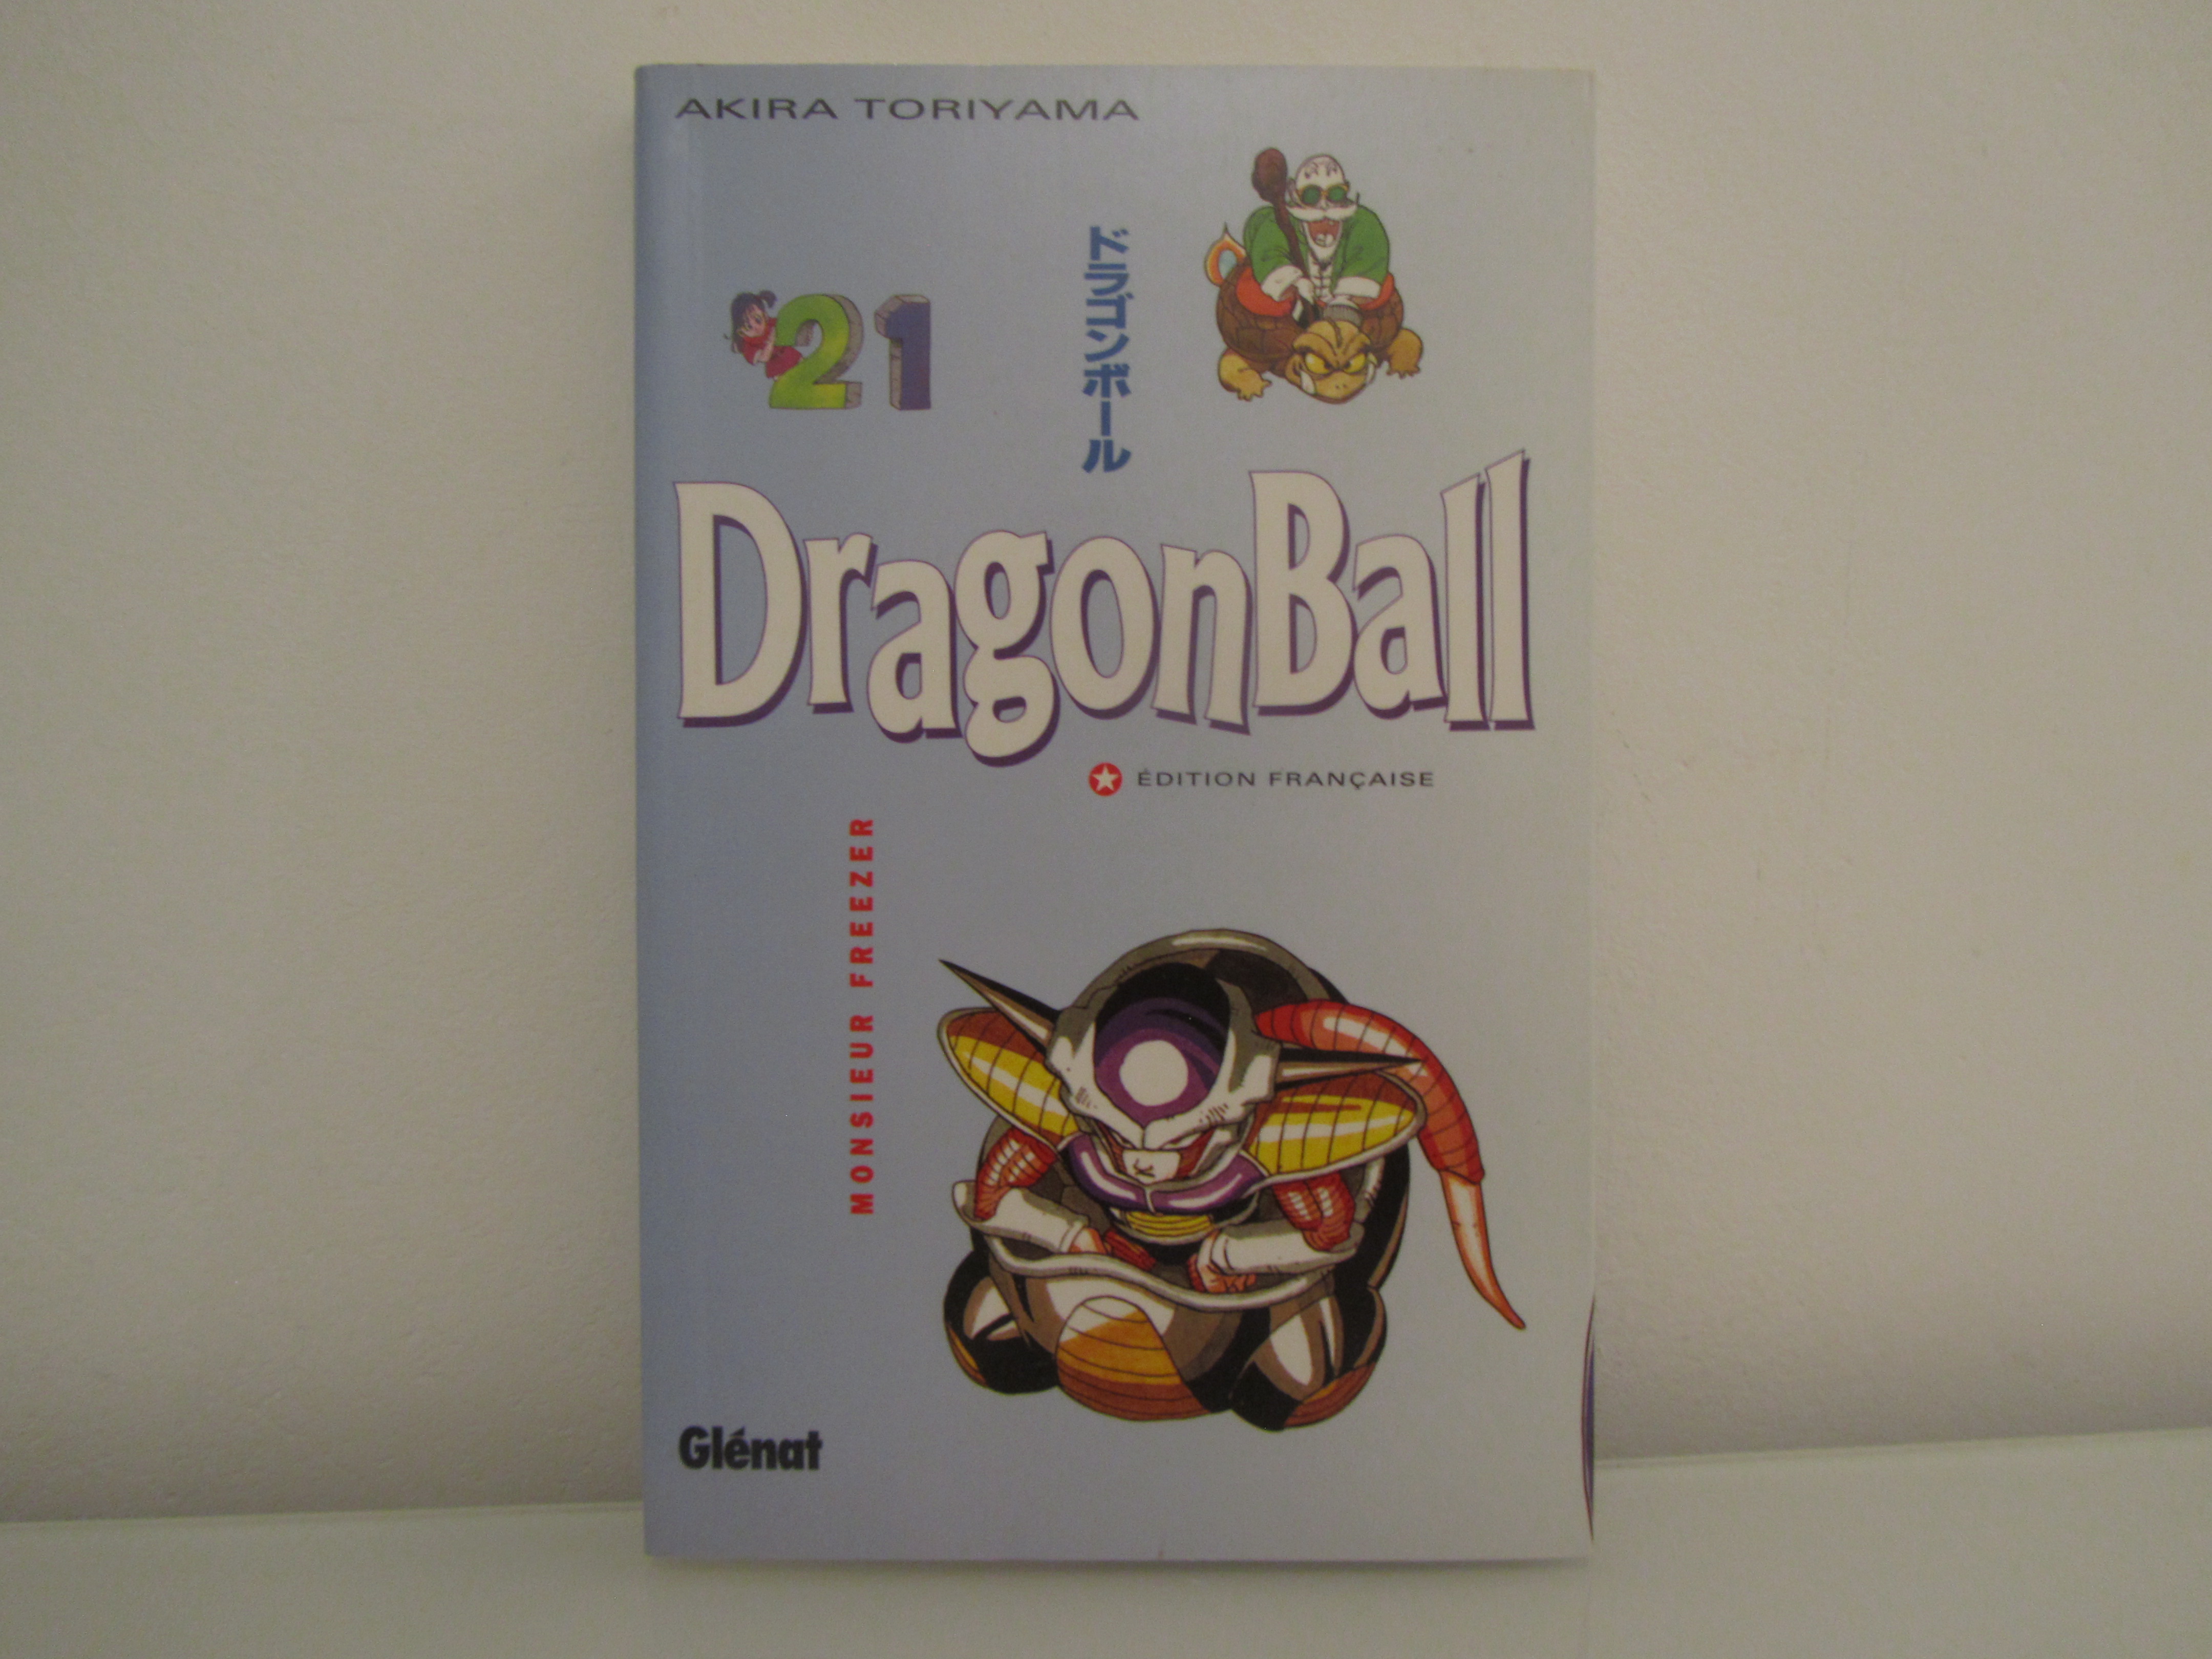 AKIRA TORIYAMA
21
ドラゴンボール
DragonBall
ÉDITION FRANÇAISE
MONSIEUR FREEZER
Glénat